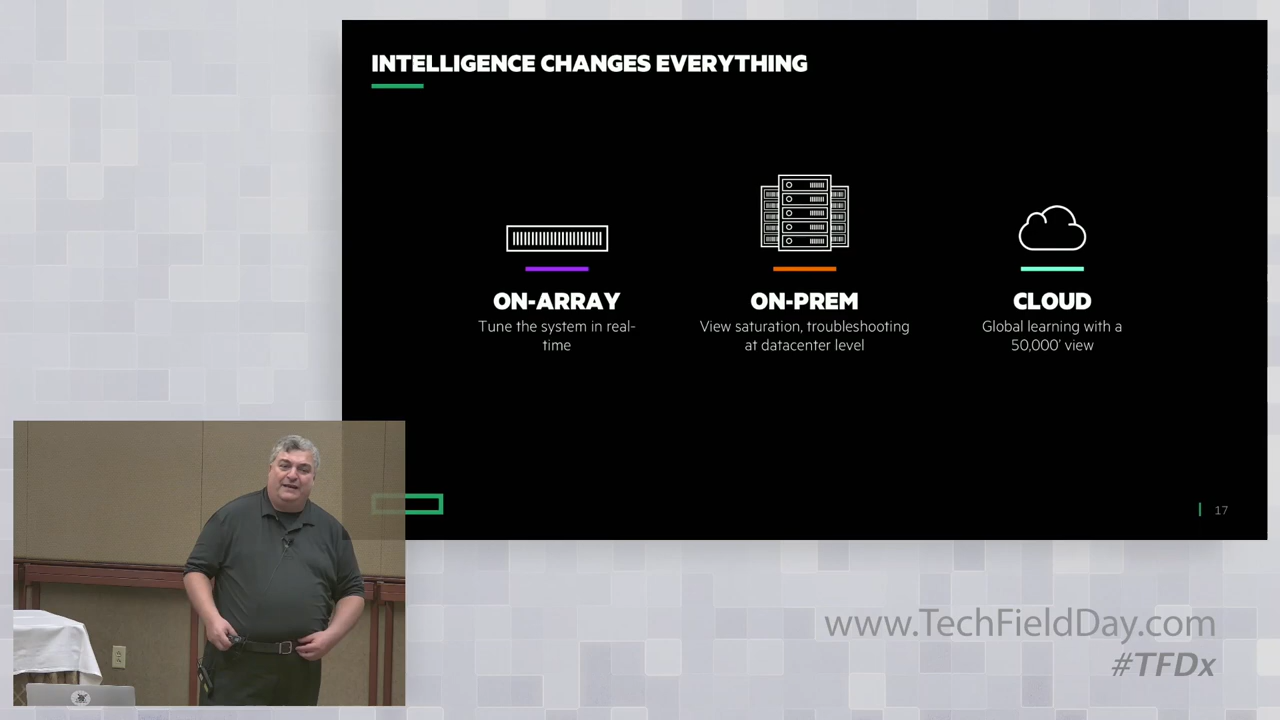 INTELLIGENCE CHANGES EVERYTHING
ON-ARRAY
Tune the system in real-
time
ON-PREM
View saturation, troubleshooting
at datacenter level
CLOUD
Global learning with a
50,000' view
17
www.TechFieldDay.com
#TFDx